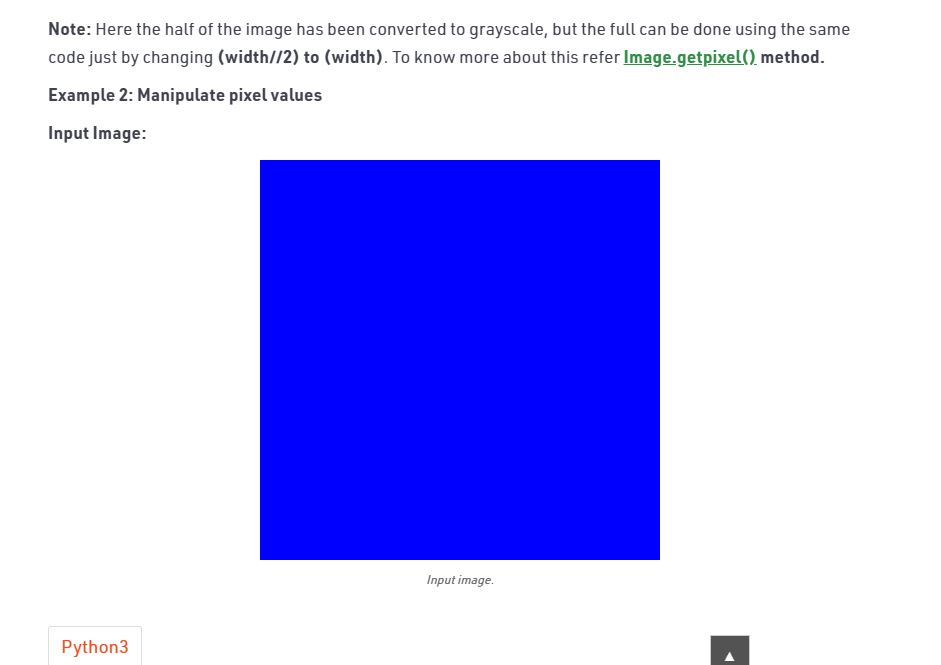 Note: Here the half of the image has been converted to grayscale, but the full can be done using the same
code just by changing (width//2) to (width). To know more about this refer Image.getpixel() method.
Example 2: Manipulate pixel values
Input Image:
Input image.
Python3